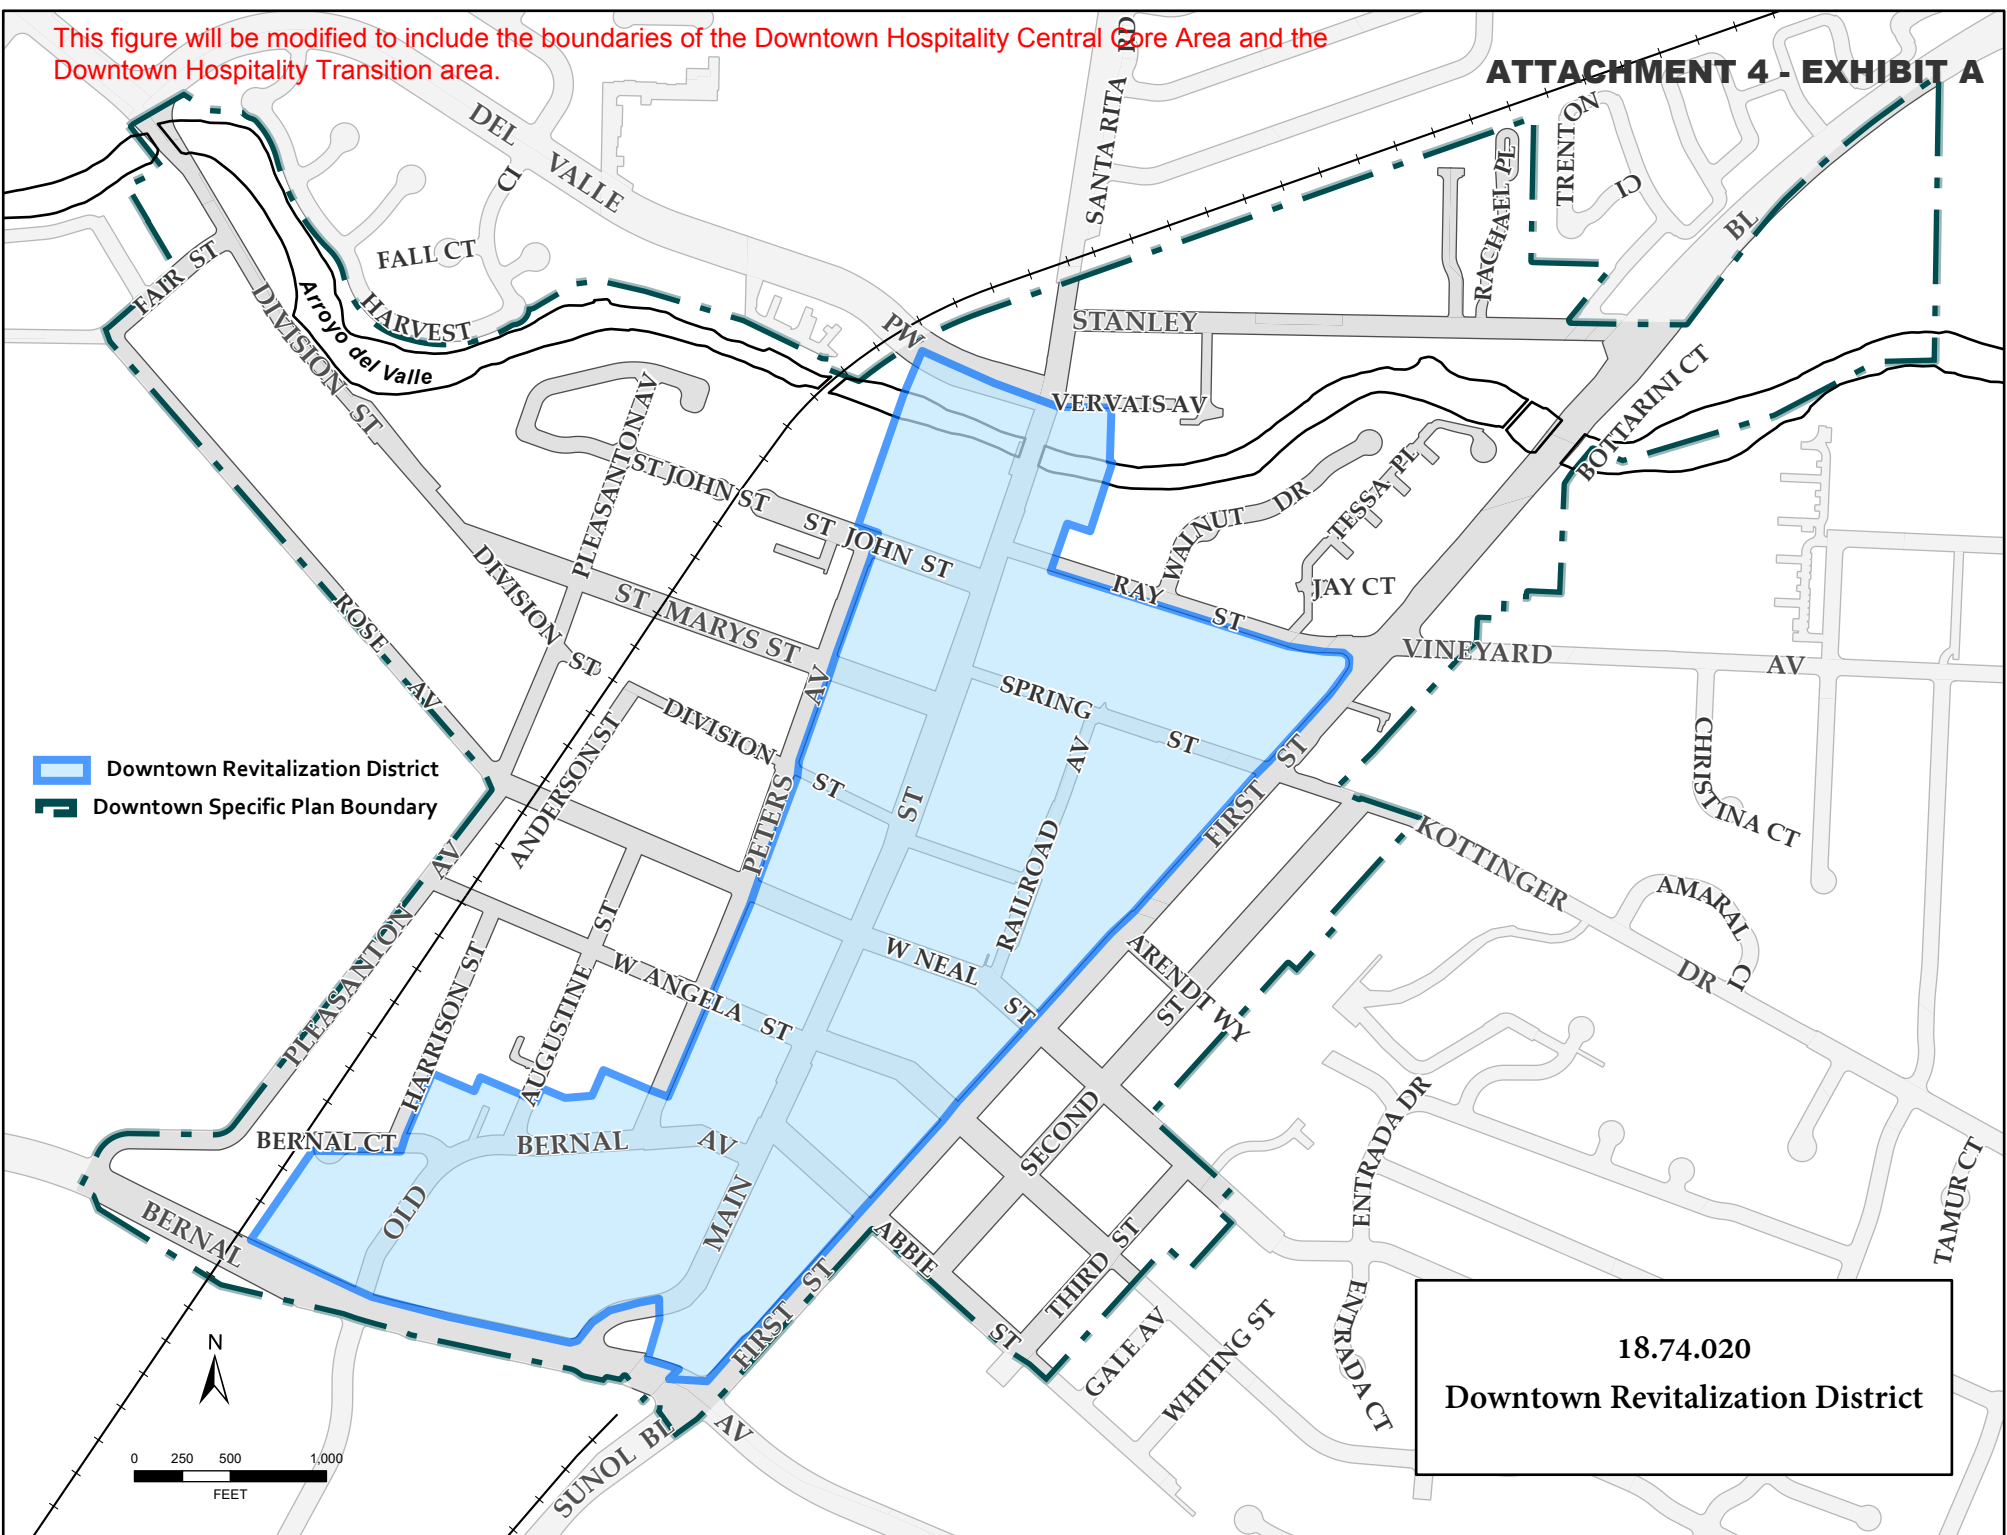 This figure will be modified to include the boundaries of the Downtown Hospitality Central Core Area and the
Downtown Hospitality Transition area.
ATTACHMENT 4 - EXHIBIT A
SANTA RITA RD
DEL VALLE PW
TRENTON CI
RACHAEL PL
CI
FALL CT
HARVEST
FAIR ST
DIVISION ST
Arroyo del Valle
BL
STANLEY
VERVAIS AV
BOTTARINI CT
PLEASANTON AV
ST JOHN ST
ST JOHN ST
WALNUT DR
TESSA PL
JAY CT
RAY ST
DIVISION ST
ST MARYS ST
ROSE AV
VINEYARD AV
SPRING ST
AV
DIVISION ST
ANDERSON ST
PETERS
ST
RAILROAD AV
FIRST ST
CHRISTINA CT
KOTTINGER DR
AMARAL CI
Downtown Revitalization District
Downtown Specific Plan Boundary
PLEASANTON AV
HARRISON ST
AUGUSTINE ST
W ANGELA ST
W NEAL ST
ARENDT WY
ST
SECOND
ENTRADA DR
TAMUR CT
BERNAL CT
BERNAL AV
OLD
MAIN
BERNAL
FIRST ST
ABBIE ST
THIRD ST
GALE AV
WHITING ST
ENTRADA CT
SUNOL BL
AV
N
0 250 500 1,000
FEET
18.74.020
Downtown Revitalization District